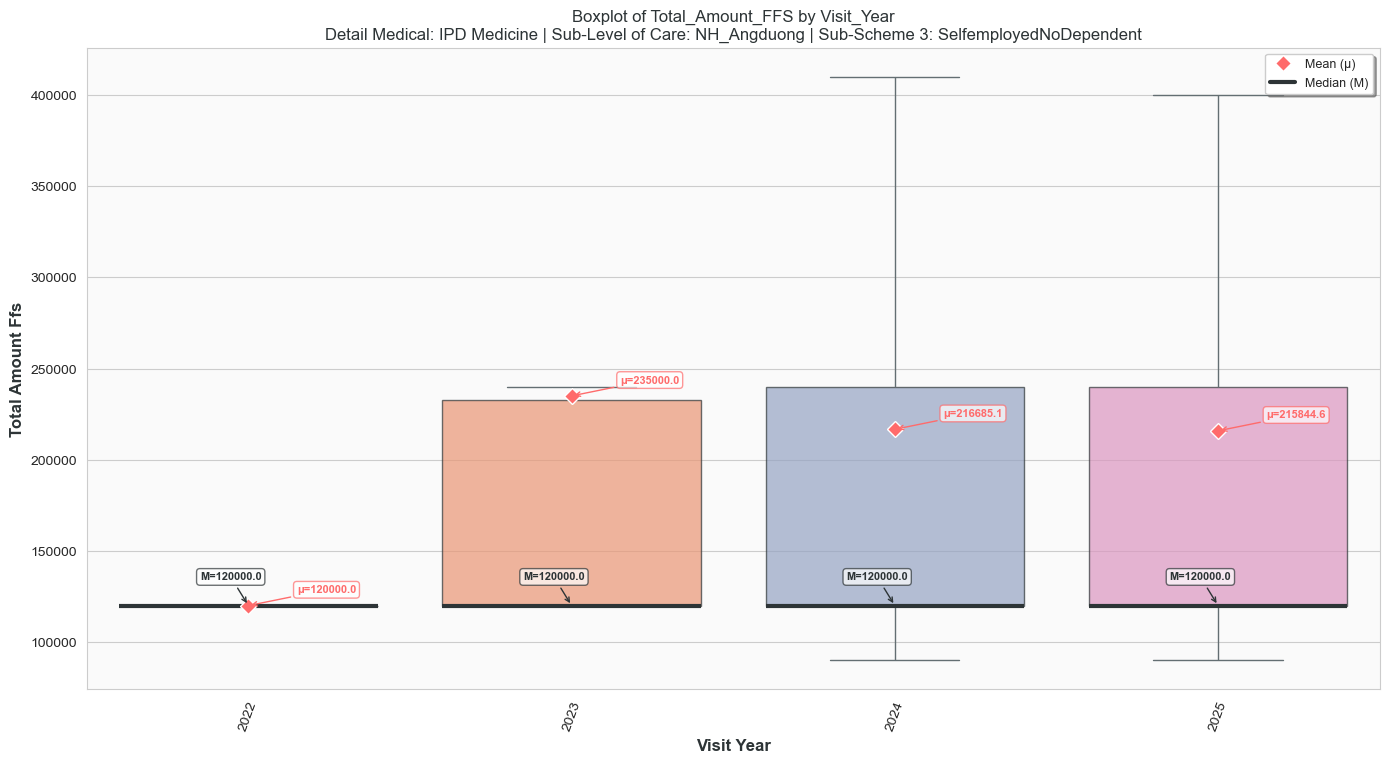 Boxplot of Total_Amount_FFS by Visit_Year
Detail Medical: IPD Medicine | Sub-Level of Care: NH_Angduong | Sub-Scheme 3: SelfemployedNoDependent
Mean (μ)
Median (M)
Total Amount Ffs
400000
350000
300000
250000
200000
150000
100000
M=120000.0
μ=120000.0
μ=235000.0
M=120000.0
μ=216685.1
M=120000.0
μ=215844.6
M=120000.0
2022
2023
2024
2025
Visit Year